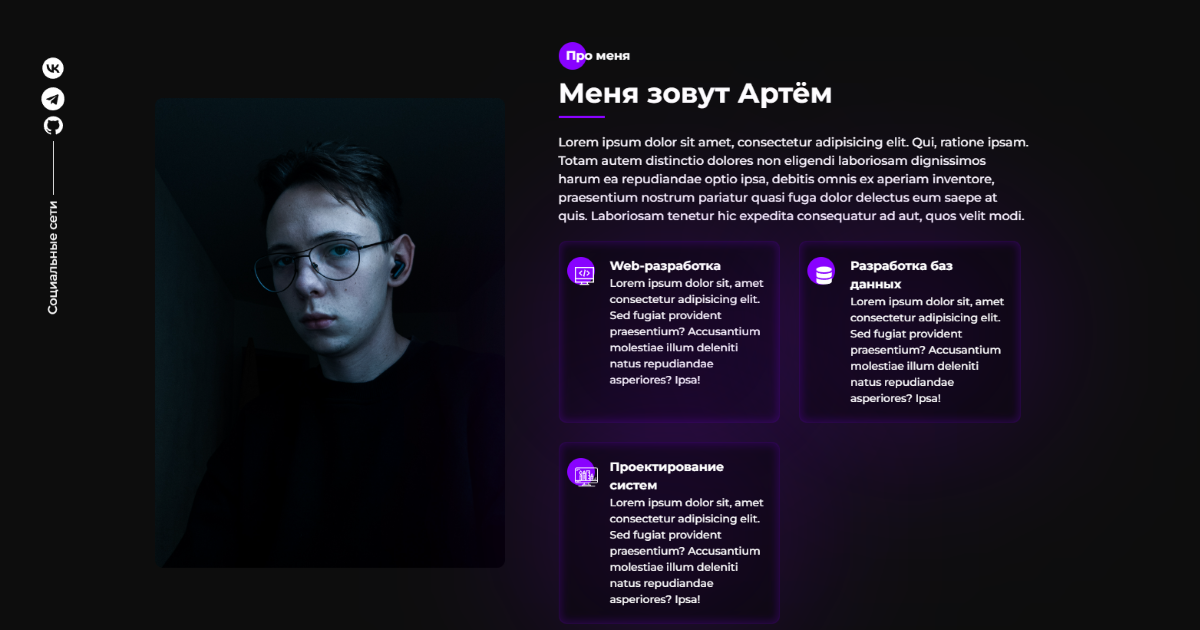 Социальные сети
Про меня
Меня зовут Артём
Lorem ipsum dolor sit amet, consectetur adipisicing elit. Qui, ratione ipsam.
Totam autem distinctio dolores non eligendi laboriosam dignissimos
harum ea repudiandae optio ipsa, debitis omnis ex aperiam inventore,
praesentium nostrum pariatur quasi fuga dolor delectus eum saepe at
quis. Laboriosam tenetur hic expedita consequatur ad aut, quos velit modi.
Web-разработка
Lorem ipsum dolor sit, amet
consectetur adipisicing elit.
Sed fugiat provident
praesentium? Accusantium
molestiae illum deleniti
natus repudiandae
asperiores? Ipsa!
Разработка баз
данных
Lorem ipsum dolor sit, amet
consectetur adipisicing elit.
Sed fugiat provident
praesentium? Accusantium
molestiae illum deleniti
natus repudiandae
asperiores? Ipsa!
Проектирование
систем
Lorem ipsum dolor sit, amet
consectetur adipisicing elit.
Sed fugiat provident
praesentium? Accusantium
molestiae illum deleniti
natus repudiandae
asperiores? Ipsa!